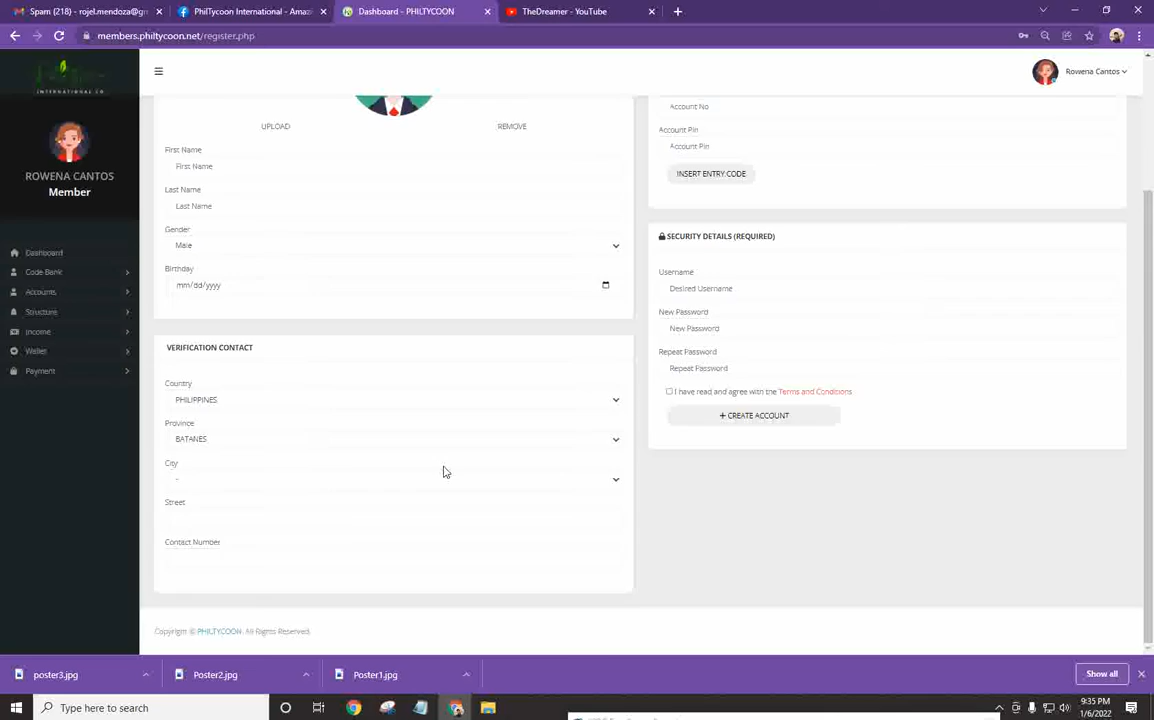 Spam (218) - rojel.mendoza@gr
PhilTycoon International - Amaz
Dashboard - PHILTYCOON
TheDreamer - YouTube
members.philtycoon.net/register.php
INTERNATIONAL CO
Rowena Cantos
ROWENA CANTOS
Member
Dashboard
Code Bank
Accounts
Structure
Income
Wallet
Payment
UPLOAD
REMOVE
First Name
First Name
Last Name
Last Name
Gender
Male
Birthday
mm/dd/yyyy
VERIFICATION CONTACT
Country
PHILIPPINES
Province
BATANES
City
-
Street
Contact Number
Account No
Account Pin
Account Pin
INSERT ENTRY CODE
SECURITY DETAILS (REQUIRED)
Username
Desired Username
New Password
New Password
Repeat Password
Repeat Password
I have read and agree with the Terms and Conditions
+ CREATE ACCOUNT
Copyright © PHILTYCOON. All Rights Reserved.
poster3.jpg
Poster2.jpg
Poster1.jpg
Show all
Type here to search
9:35 PM
1/6/2022